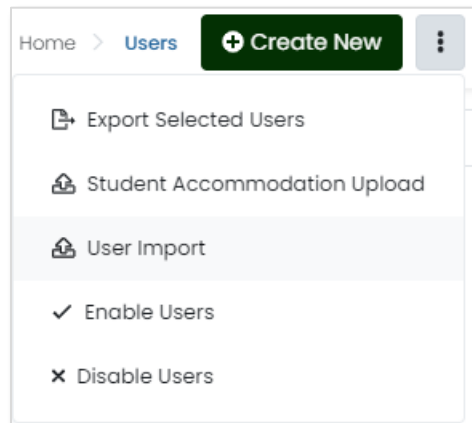 Home > Users Create New
Export Selected Users
Student Accommodation Upload
User Import
Enable Users
Disable Users